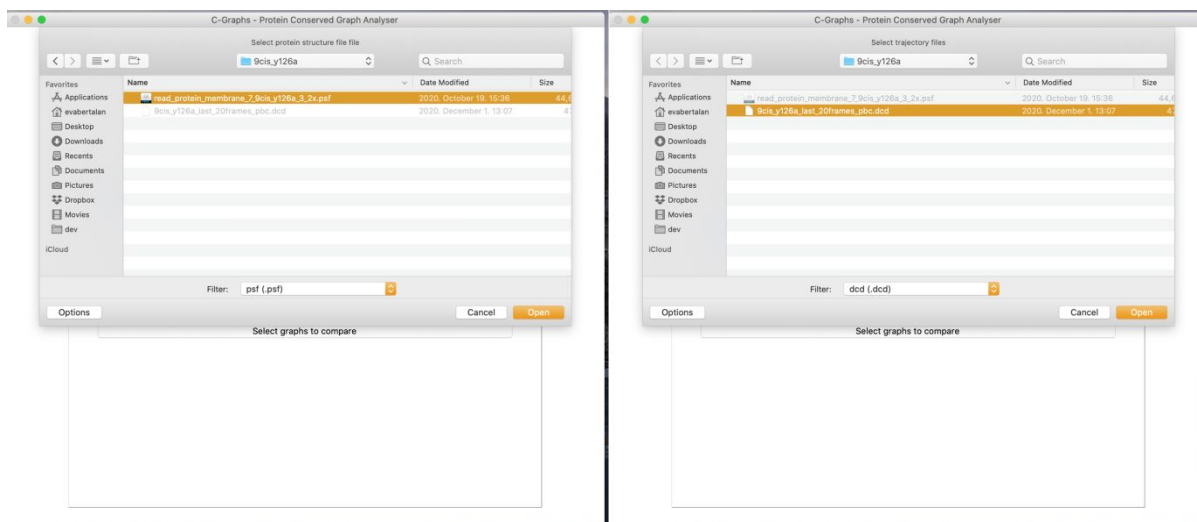 C-Graphs - Protein Conserved Graph Analyser
Select protein structure file file
9cis_y126a
Search
Favorites
Name
Date Modified
Size
Applications
read_protein_membrane_7_9cis_y126a_3_2x.psf
2020. October 19. 15:36
44,6
evabertalan
9cis_y126a_last_20frames_pbc.dcd
2020. December 1. 13:07
47
Desktop
Downloads
Recents
Documents
Pictures
Dropbox
Movies
dev
iCloud
Filter: psf (.psf)
Options
Cancel
Open
Select graphs to compare
C-Graphs - Protein Conserved Graph Analyser
Select trajectory files
9cis_y126a
Search
Favorites
Name
Date Modified
Size
Applications
read_protein_membrane_7_9cis_y126a_3_2x.psf
2020. October 19. 15:36
44,6
evabertalan
9cis_y126a_last_20frames_pbc.dcd
2020. December 1. 13:07
Desktop
Downloads
Recents
Documents
Pictures
Dropbox
Movies
dev
iCloud
Filter: dcd (.dcd)
Options
Cancel
Open
Select graphs to compare